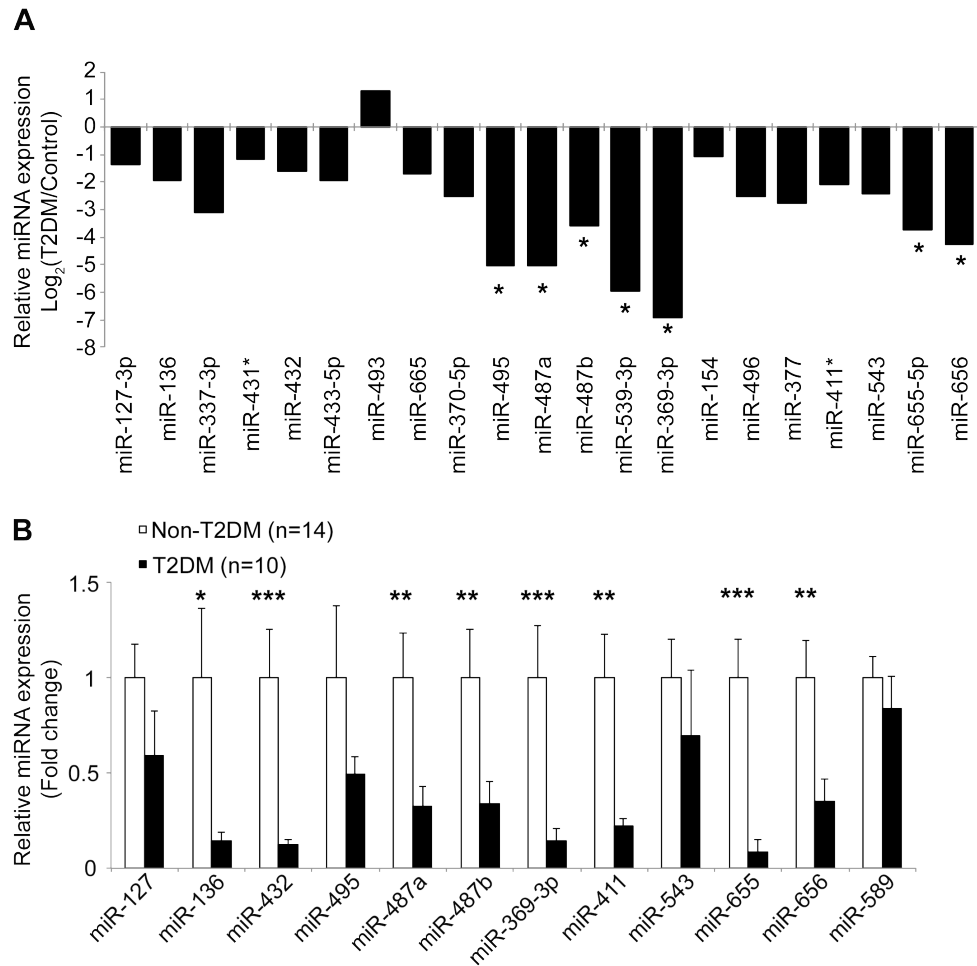 A
Relative miRNA expression
Log2(T2DM/Control)
2
1
0
-1
-2
-3
-4
-5
-6
-7
-8
* * * * * * *
miR-127-3p
miR-136
miR-337-3p
miR-431*
miR-432
miR-433-5p
miR-493
miR-665
miR-370-5p
miR-495
miR-487a
miR-487b
miR-539-3p
miR-369-3p
miR-154
miR-496
miR-377
miR-411*
miR-543
miR-655-5p
miR-656
B
Non-T2DM (n=14)
T2DM (n=10)
Relative miRNA expression
(Fold change)
1.5
1
0.5
0
* *** ** ** *** ** *** **
miR-127
miR-136
miR-432
miR-495
miR-487a
miR-487b
miR-369-3p
miR-411
miR-543
miR-655
miR-656
miR-589